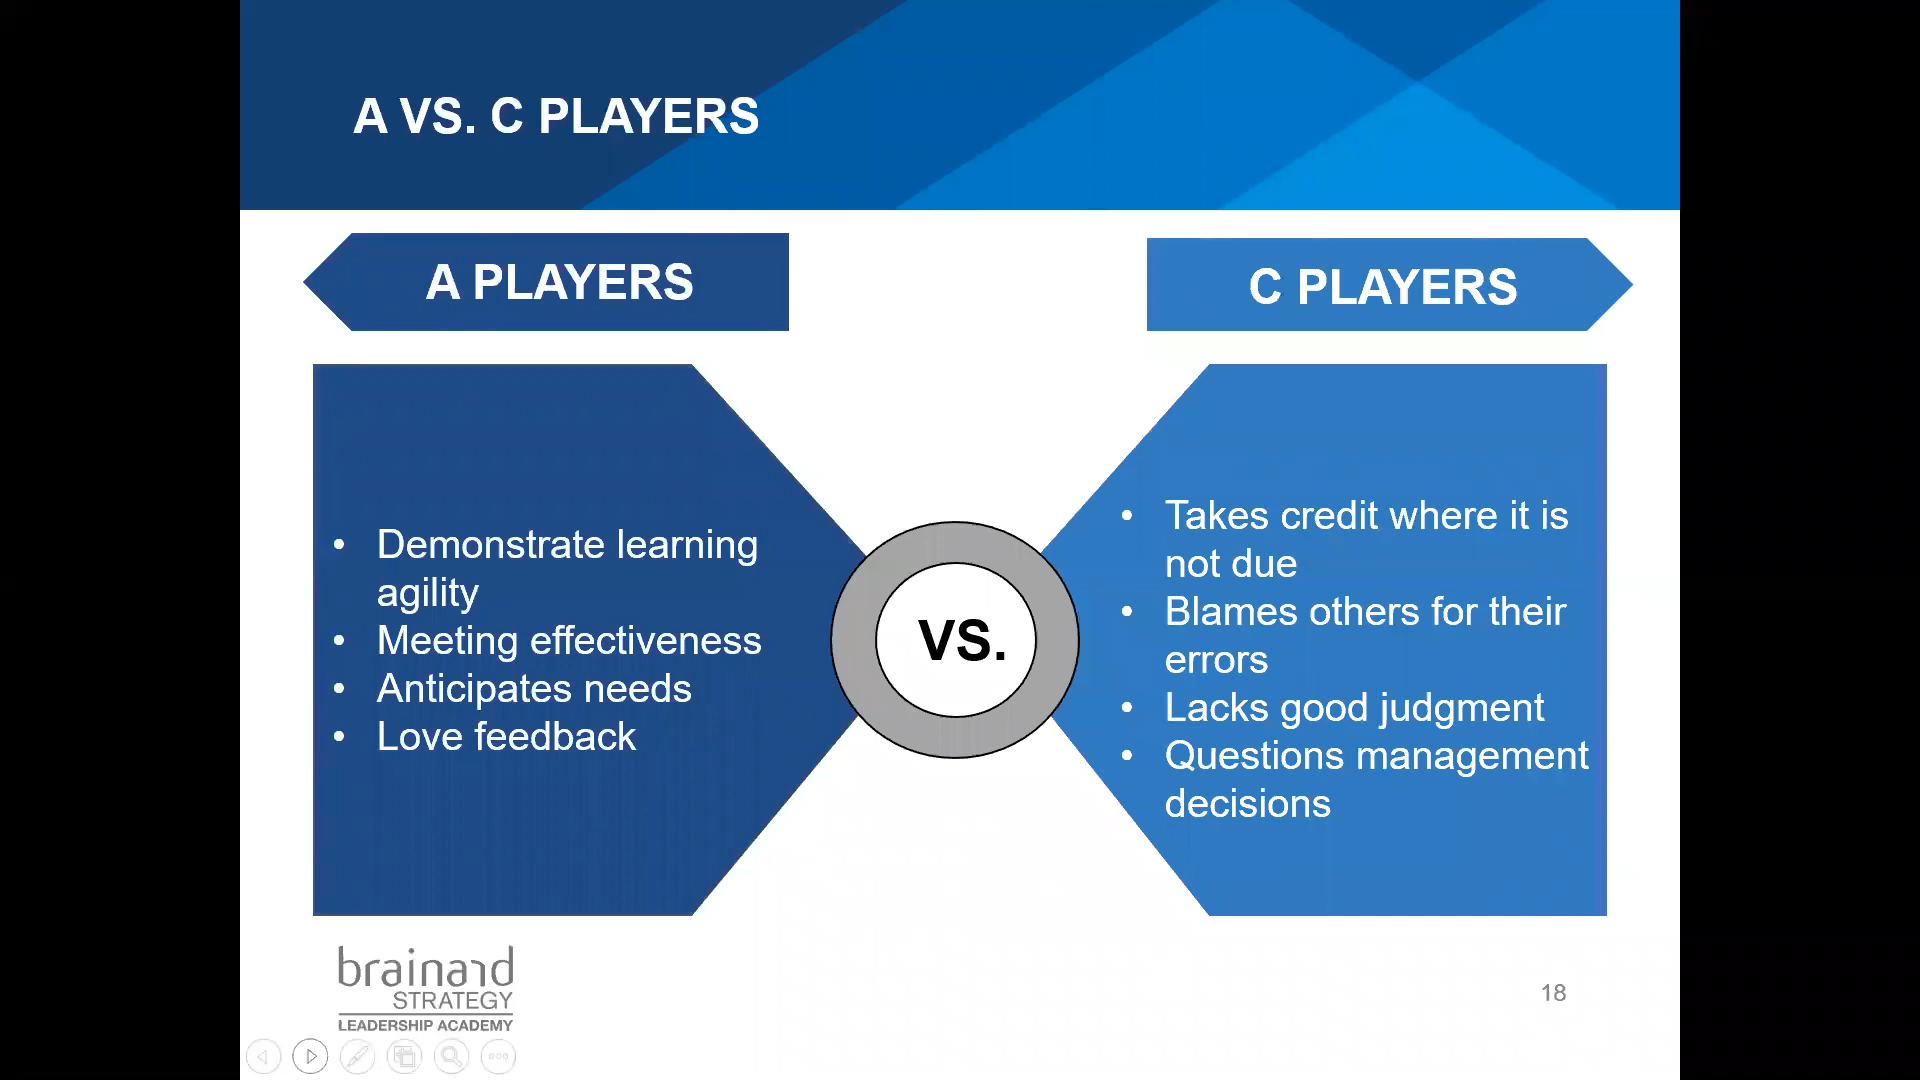 A VS. C PLAYERS
A PLAYERS
C PLAYERS
• Demonstrate learning
agility
• Meeting effectiveness
• Anticipates needs
• Love feedback
VS.
• Takes credit where it is
not due
• Blames others for their
errors
• Lacks good judgment
• Questions management
decisions
brainard
STRATEGY
LEADERSHIP ACADEMY
18